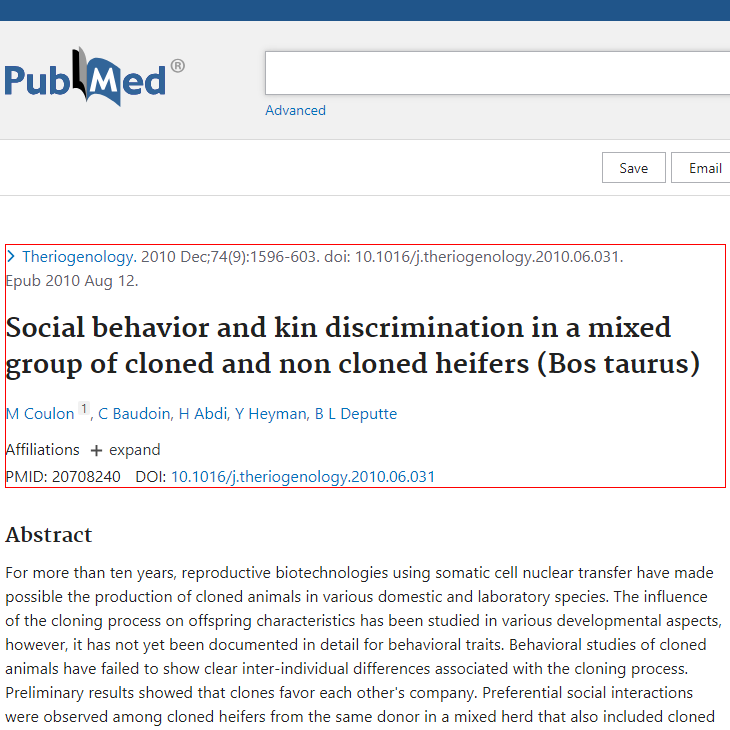 PubMed®
Advanced
Save
Email
Theriogenology. 2010 Dec;74(9):1596-603. doi: 10.1016/j.theriogenology.2010.06.031.
Epub 2010 Aug 12.
Social behavior and kin discrimination in a mixed
group of cloned and non cloned heifers (Bos taurus)
M Coulon 1, C Baudoin, H Abdi, Y Heyman, B L Deputte
Affiliations + expand
PMID: 20708240 DOI: 10.1016/j.theriogenology.2010.06.031
Abstract
For more than ten years, reproductive biotechnologies using somatic cell nuclear transfer have made
possible the production of cloned animals in various domestic and laboratory species. The influence
of the cloning process on offspring characteristics has been studied in various developmental aspects,
however, it has not yet been documented in detail for behavioral traits. Behavioral studies of cloned
animals have failed to show clear inter-individual differences associated with the cloning process.
Preliminary results showed that clones favor each other's company. Preferential social interactions
were observed among cloned heifers from the same donor in a mixed herd that also included cloned